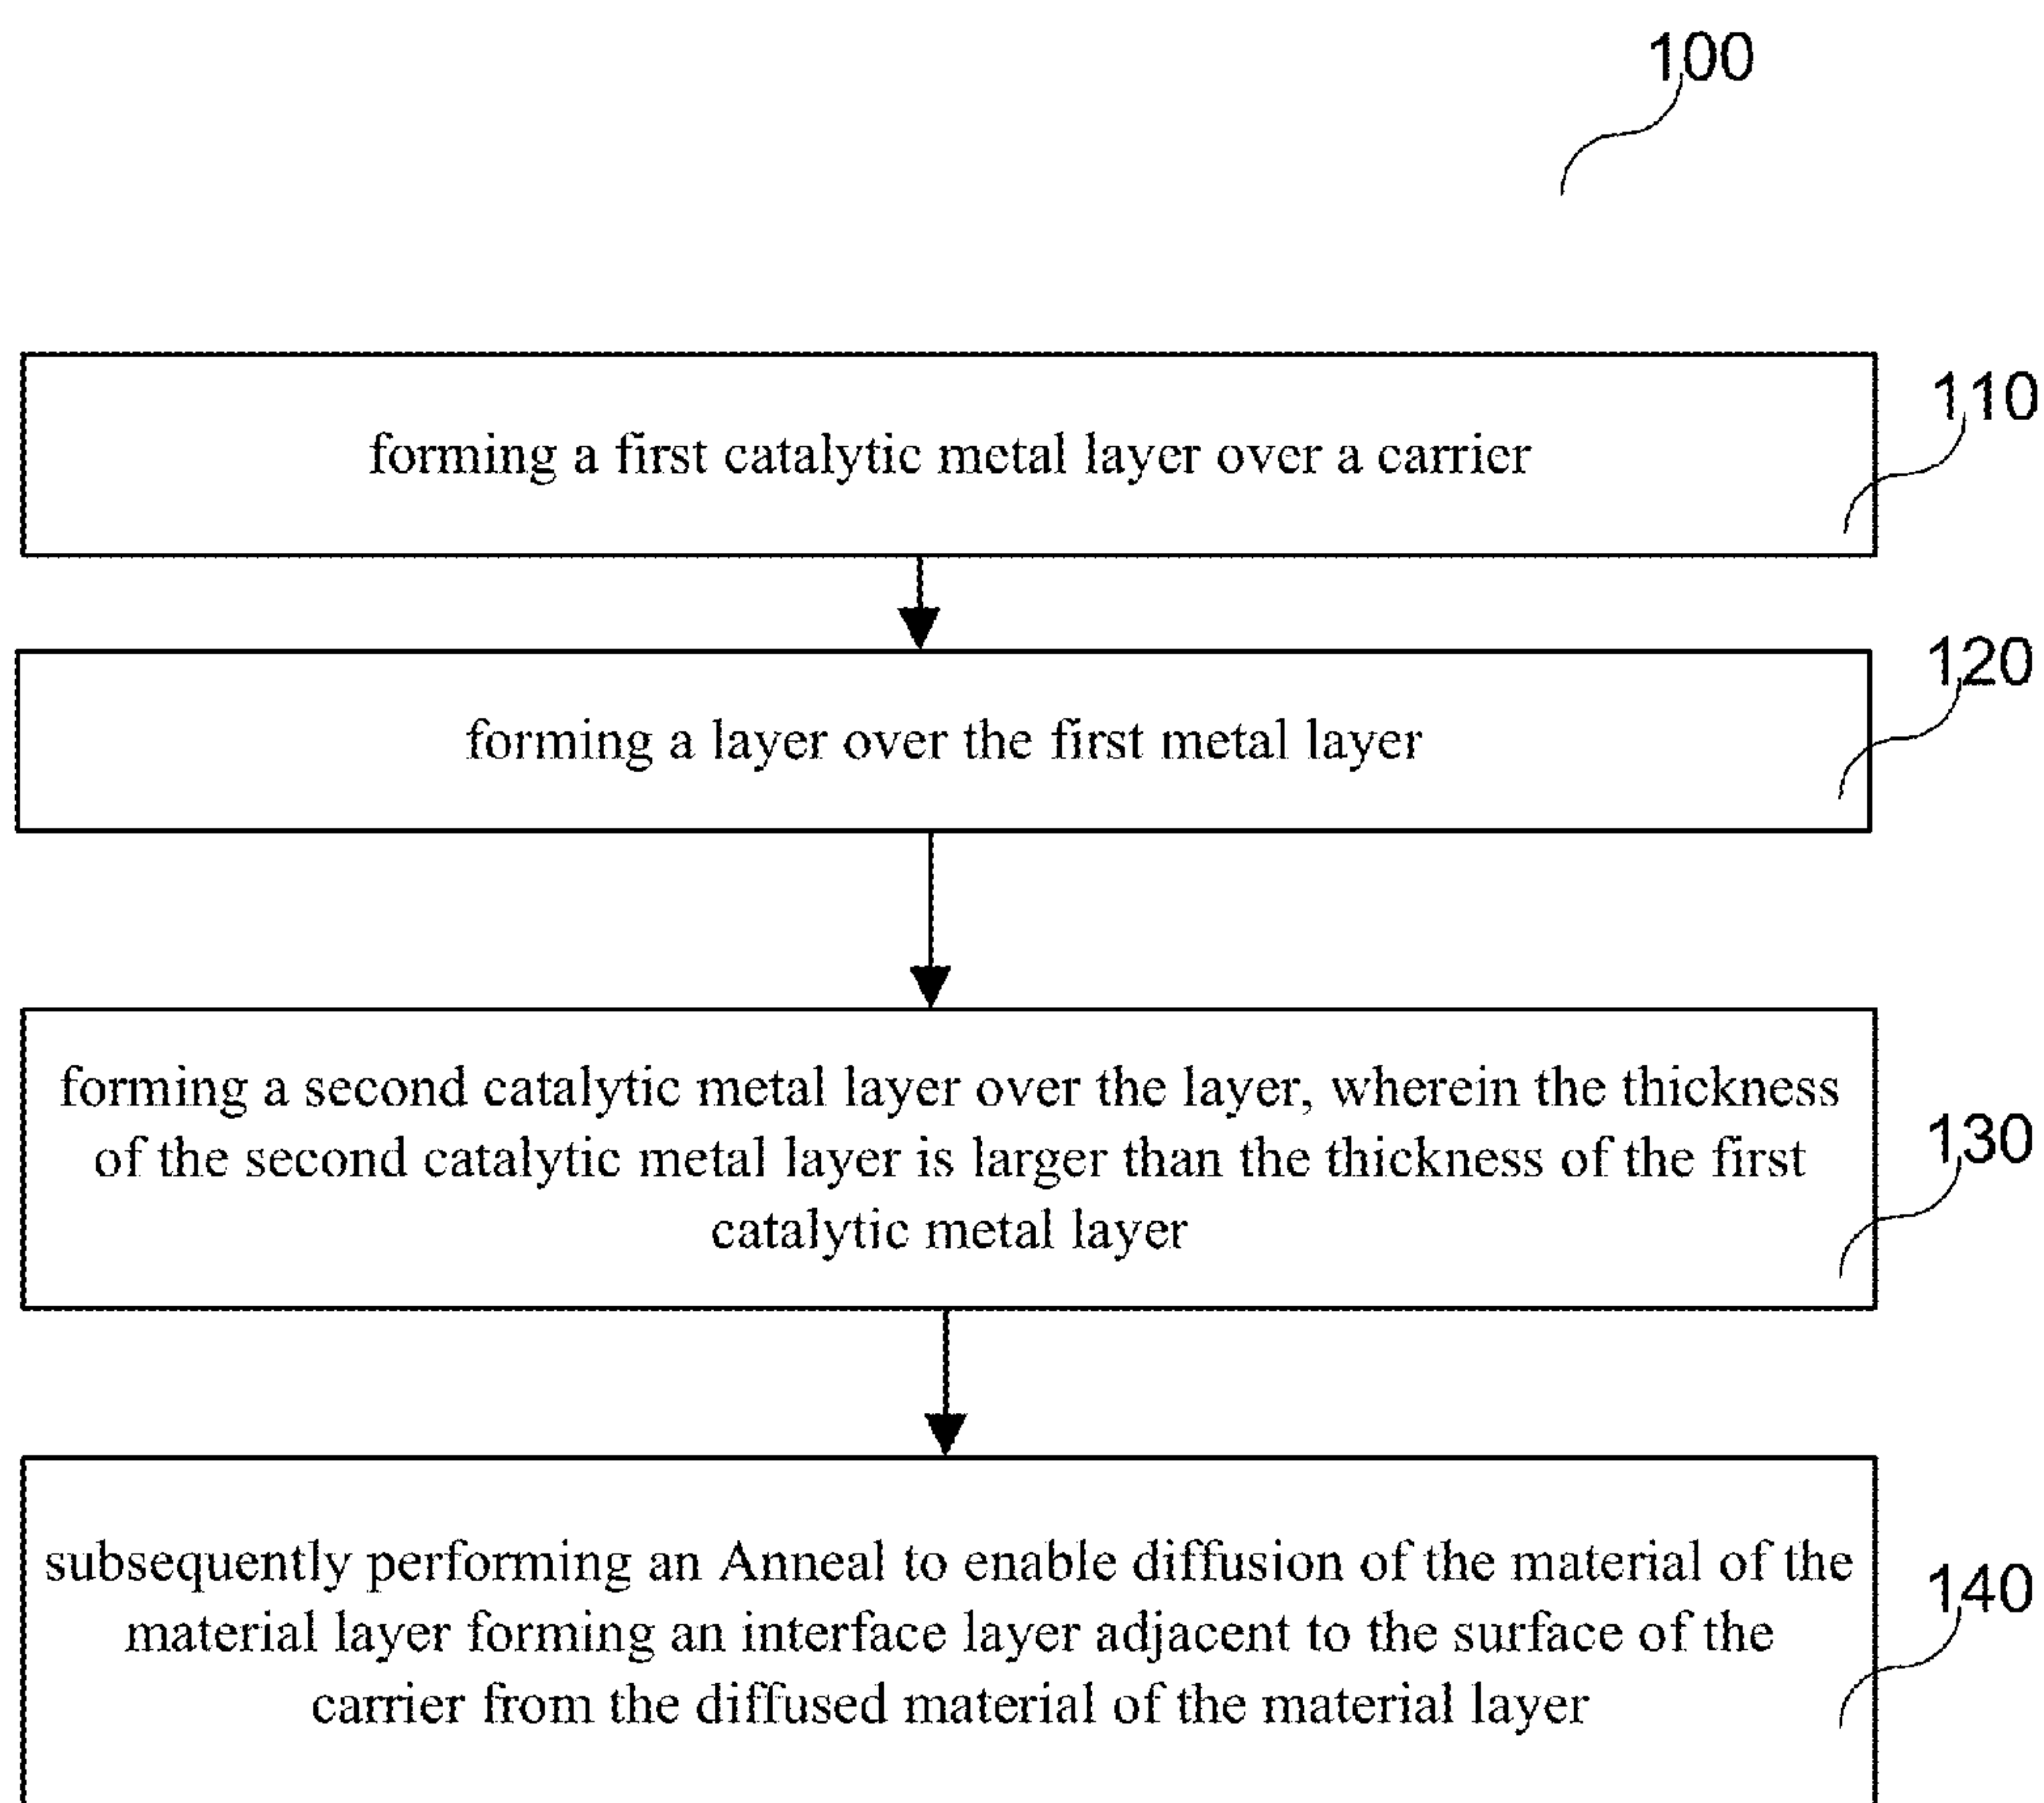 100
forming a first catalytic metal layer over a carrier
110
forming a layer over the first metal layer
120
forming a second catalytic metal layer over the layer, wherein the thickness
of the second catalytic metal layer is larger than the thickness of the first
catalytic metal layer
130
subsequently performing an Anneal to enable diffusion of the material of the
material layer forming an interface layer adjacent to the surface of the
carrier from the diffused material of the material layer
140